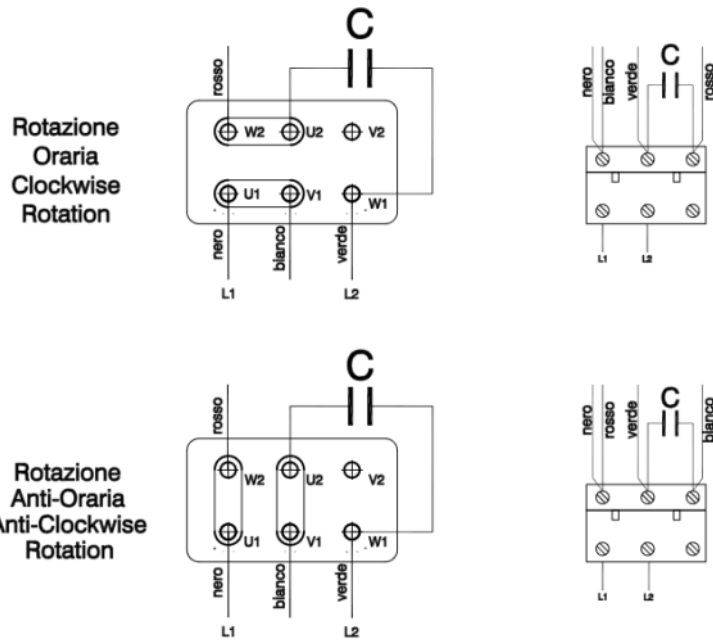 C
rosso
Rotazione
Oraria
Clockwise
Rotation
W2 U2 V2
U1 V1 W1
nero bianco verde
L1 L2
nero bianco verde C rosso
L1 L2
C
rosso
Rotazione
Anti-Oraria
Anti-Clockwise
Rotation
W2 U2 V2
U1 V1 W1
nero bianco verde
L1 L2
nero rosso verde C bianco
L1 L2